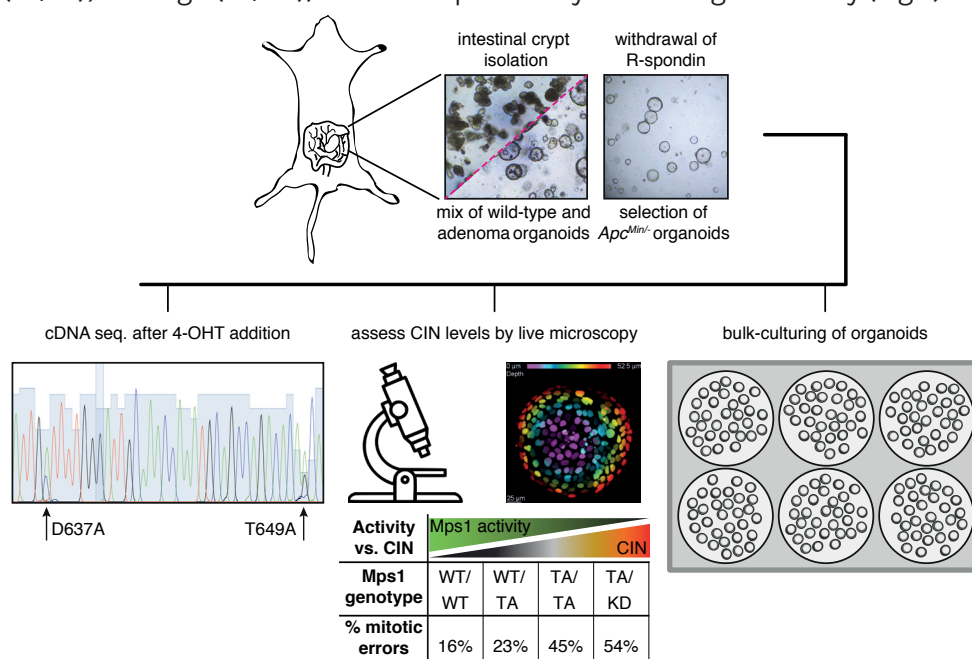 intestinal crypt
isolation
withdrawal of
R-spondin
mix of wild-type and
adenoma organoids
selection of
Apc^Min/- organoids
cDNA seq. after 4-OHT addition
assess CIN levels by live microscopy
bulk-culturing of organoids
0 µm
52.5 µm
Depth
25 µm
D637A
T649A
Activity
vs. CIN
Mps1 activity
CIN
Mps1
genotype
WT/
WT
WT/
TA
TA/
TA
TA/
KD
% mitotic
errors
16%
23%
45%
54%